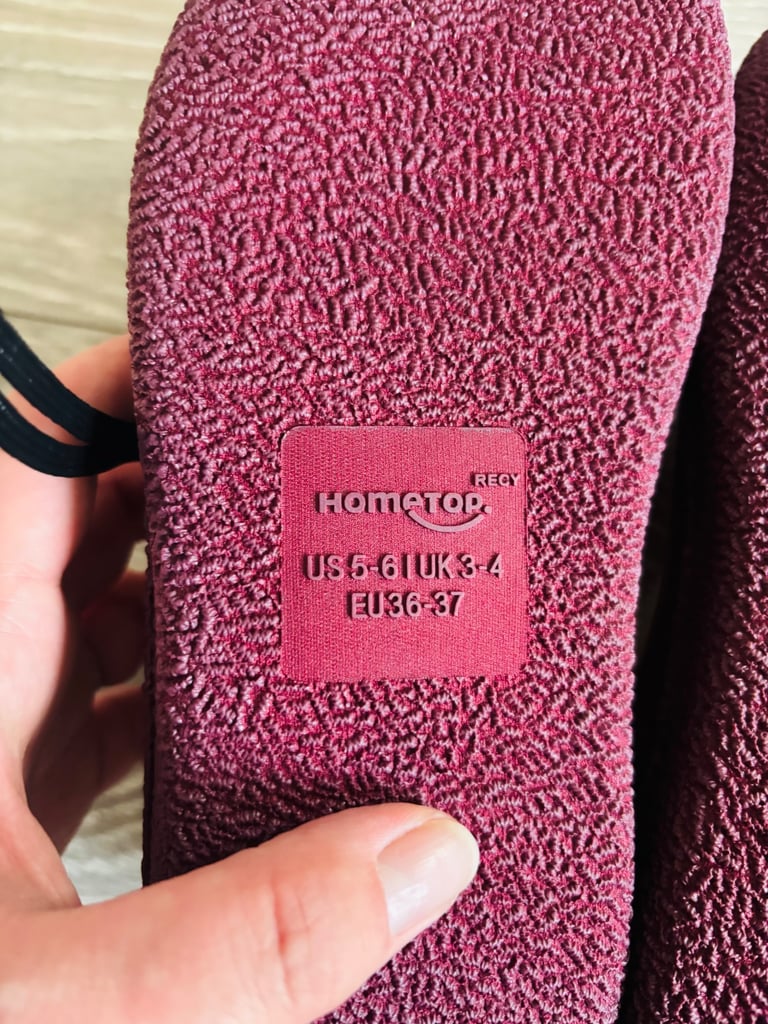 RECY
HOMETOP.
US 5-6 | UK 3-4
EU 36-37